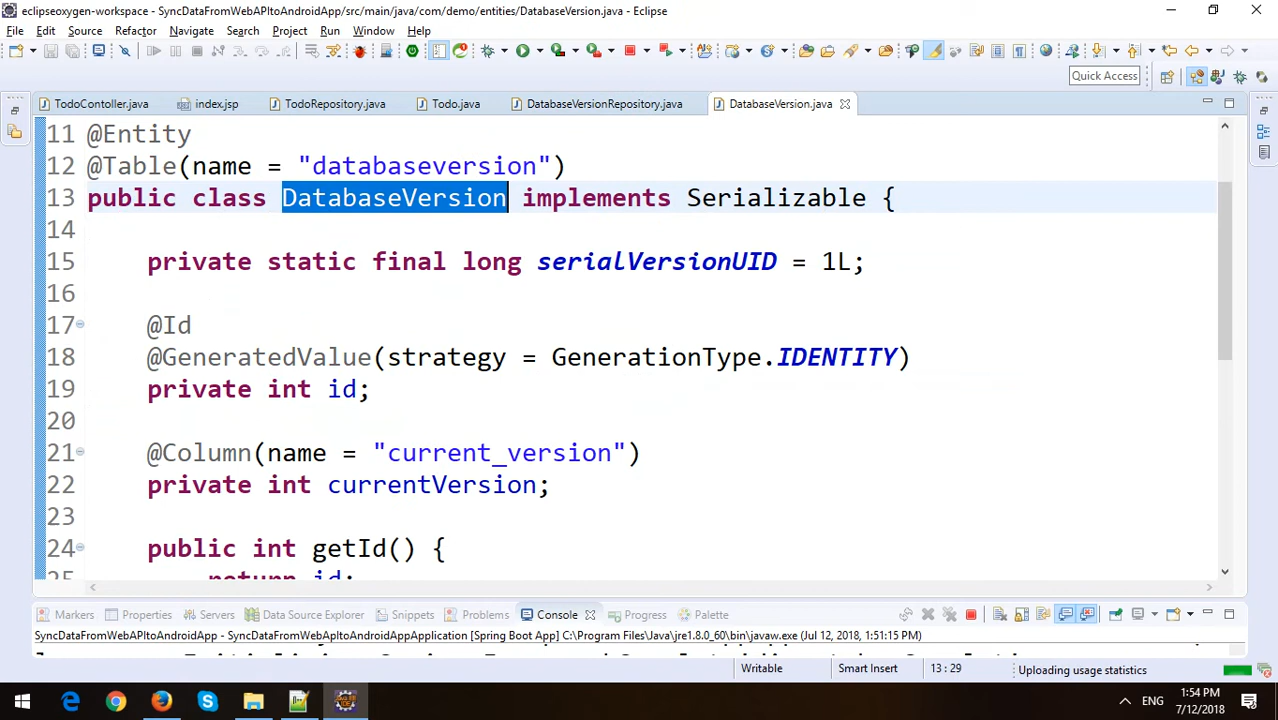 eclipseoxygen-workspace - SyncDataFromWebAPItoAndroidApp/src/main/java/com/demo/entities/DatabaseVersion.java - Eclipse
File Edit Source Refactor Navigate Search Project Run Window Help
Quick Access
TodoContoller.java index.jsp TodoRepository.java Todo.java DatabaseVersionRepository.java DatabaseVersion.java
11 @Entity
12 @Table(name = "databaseversion")
13 public class DatabaseVersion implements Serializable {
14
15 private static final long serialVersionUID = 1L;
16
17 @Id
18 @GeneratedValue(strategy = GenerationType.IDENTITY)
19 private int id;
20
21 @Column(name = "current_version")
22 private int currentVersion;
23
24 public int getId() {
25 return id;
Markers Properties Servers Data Source Explorer Snippets Problems Console Progress Palette
SyncDataFromWebAPItoAndroidApp - SyncDataFromWebAPItoAndroidAppApplication [Spring Boot App] C:\Program Files\Java\jre1.8.0_60\bin\javaw.exe (Jul 12, 2018, 1:51:15 PM)
Writable Smart Insert 13 : 29 Uploading usage statistics
ENG 1:54 PM
7/12/2018